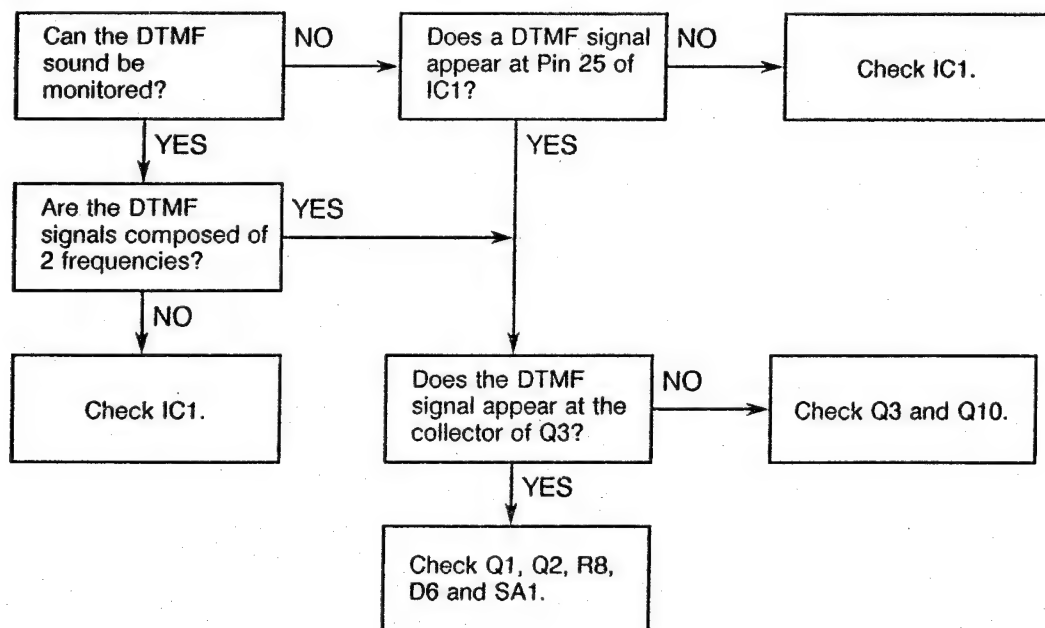 Can the DTMF
sound be
monitored?
NO
Does a DTMF signal
appear at Pin 25 of
IC1?
NO
Check IC1.
YES
YES
Are the DTMF
signals composed of
2 frequencies?
YES
NO
Check IC1.
Does the DTMF
signal appear at the
collector of Q3?
NO
Check Q3 and Q10.
YES
Check Q1, Q2, R8,
D6 and SA1.